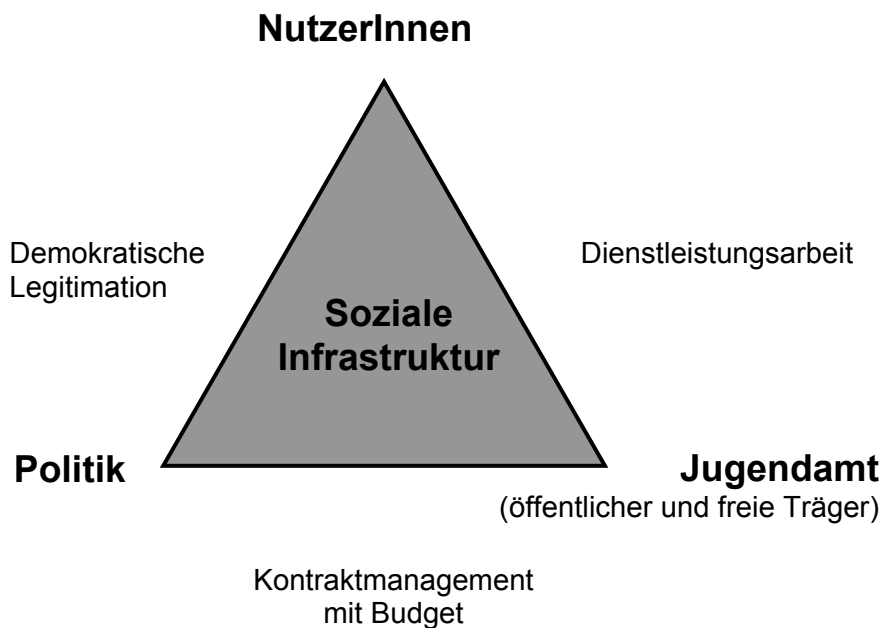 NutzerInnen
Demokratische
Legitimation
Dienstleistungsarbeit
Soziale
Infrastruktur
Politik
Jugendamt
(öffentlicher und freie Träger)
Kontraktmanagement
mit Budget